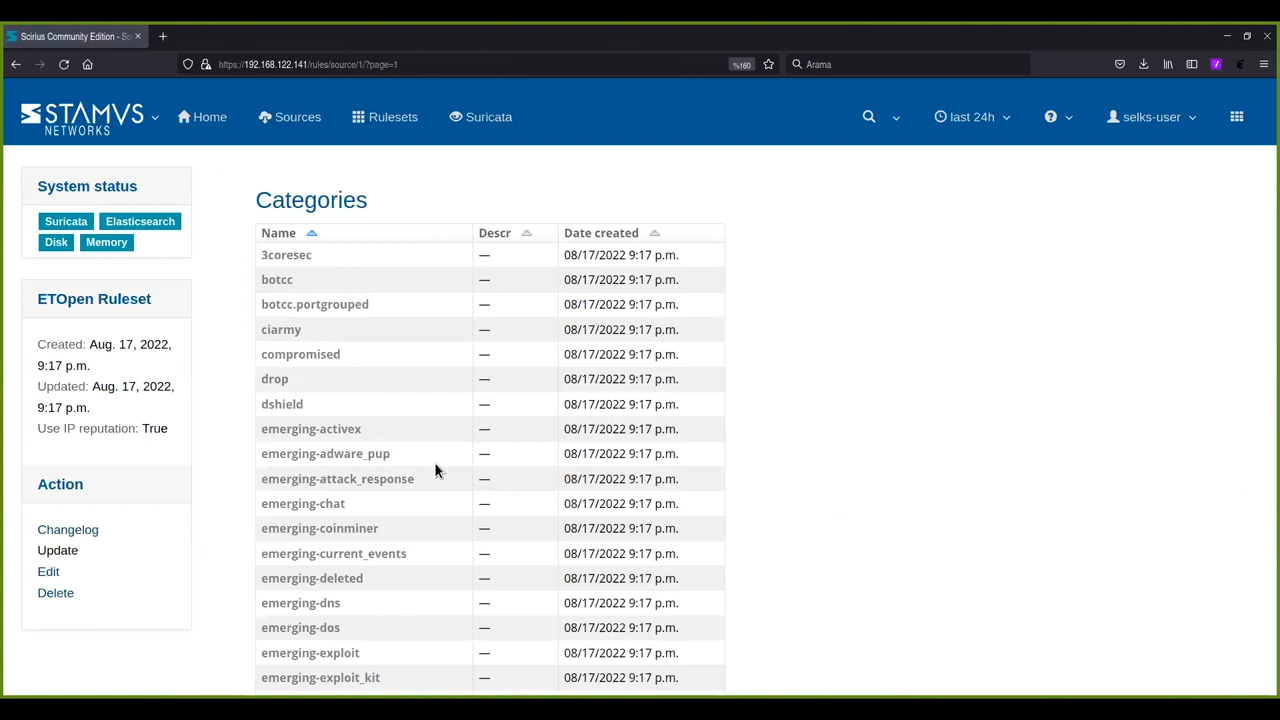 Scirius Community Edition - So
https://192.168.122.141/rules/source/1/?page=1
%160
Arama
STAMVS
NETWORKS
Home
Sources
Rulesets
Suricata
last 24h
selks-user
System status
Suricata
Elasticsearch
Disk
Memory
ETOpen Ruleset
Created: Aug. 17, 2022,
9:17 p.m.
Updated: Aug. 17, 2022,
9:17 p.m.
Use IP reputation: True
Action
Changelog
Update
Edit
Delete
Categories
Name Descr Date created
3coresec — 08/17/2022 9:17 p.m.
botcc — 08/17/2022 9:17 p.m.
botcc.portgrouped — 08/17/2022 9:17 p.m.
ciarmy — 08/17/2022 9:17 p.m.
compromised — 08/17/2022 9:17 p.m.
drop — 08/17/2022 9:17 p.m.
dshield — 08/17/2022 9:17 p.m.
emerging-activex — 08/17/2022 9:17 p.m.
emerging-adware_pup — 08/17/2022 9:17 p.m.
emerging-attack_response — 08/17/2022 9:17 p.m.
emerging-chat — 08/17/2022 9:17 p.m.
emerging-coinminer — 08/17/2022 9:17 p.m.
emerging-current_events — 08/17/2022 9:17 p.m.
emerging-deleted — 08/17/2022 9:17 p.m.
emerging-dns — 08/17/2022 9:17 p.m.
emerging-dos — 08/17/2022 9:17 p.m.
emerging-exploit — 08/17/2022 9:17 p.m.
emerging-exploit_kit — 08/17/2022 9:17 p.m.